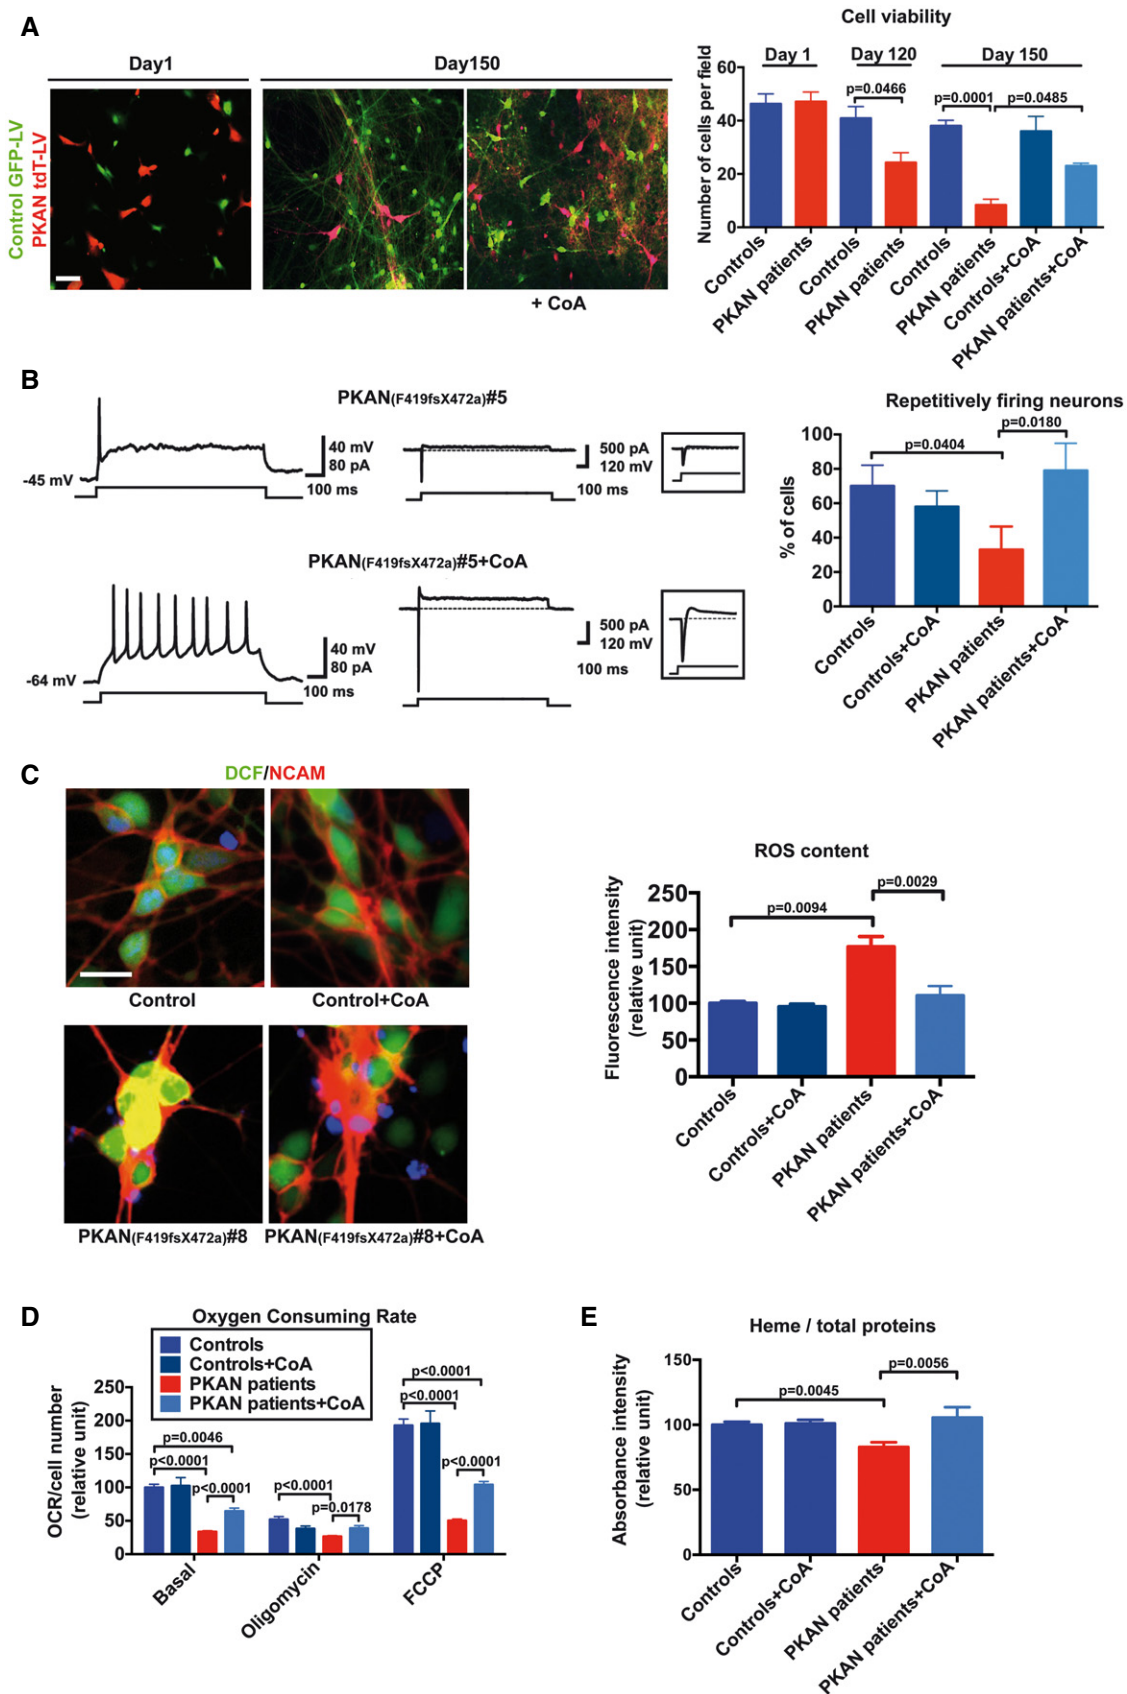 A
Day1
Day150
Control GFP-LV
PKAN tdT-LV
+ CoA
Cell viability
Day 1
Day 120
Day 150
Number of cells per field
60
40
20
0
p=0.0466
p=0.0001
p=0.0485
Controls
PKAN patients
Controls
PKAN patients
Controls
PKAN patients
Controls+CoA
PKAN patients+CoA
B
PKAN(F419fsX472a)#5
-45 mV
40 mV
80 pA
100 ms
500 pA
120 mV
100 ms
PKAN(F419fsX472a)#5+CoA
-64 mV
40 mV
80 pA
100 ms
500 pA
120 mV
100 ms
Repetitively firing neurons
p=0.0180
p=0.0404
% of cells
100
80
60
40
20
0
Controls
Controls+CoA
PKAN patients
PKAN patients+CoA
C
DCF/NCAM
Control
Control+CoA
PKAN(F419fsX472a)#8
PKAN(F419fsX472a)#8+CoA
ROS content
Fluorescence intensity
(relative unit)
250
200
150
100
50
0
p=0.0094
p=0.0029
Controls
Controls+CoA
PKAN patients
PKAN patients+CoA
D
Oxygen Consuming Rate
Controls
Controls+CoA
PKAN patients
PKAN patients+CoA
OCR/cell number
(relative unit)
250
200
150
100
50
0
p=0.0046
p<0.0001
p<0.0001
p<0.0001
p=0.0178
p<0.0001
p<0.0001
p<0.0001
Basal
Oligomycin
FCCP
E
Heme / total proteins
Absorbance intensity
(relative unit)
150
100
50
0
p=0.0045
p=0.0056
Controls
Controls+CoA
PKAN patients
PKAN patients+CoA